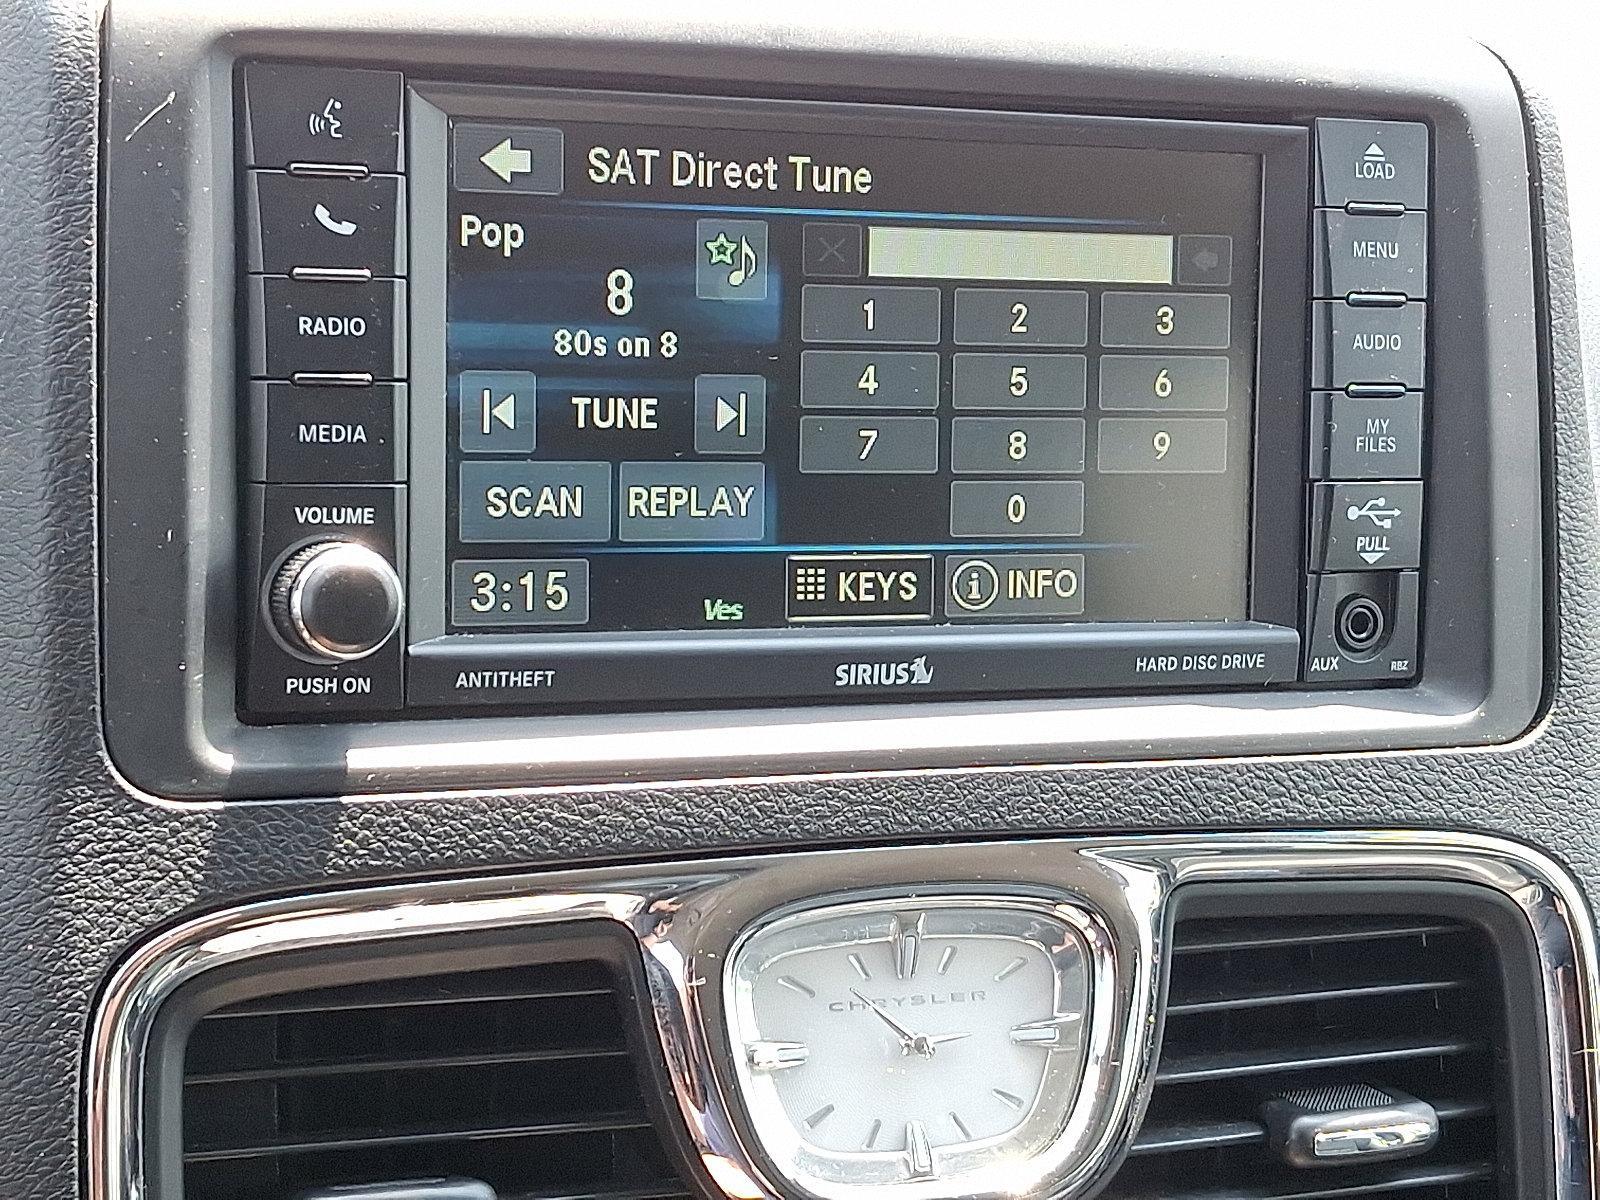 SAT Direct Tune
Pop
8
80s on 8
TUNE
SCAN REPLAY
3:15
Ves
1 2 3
4 5 6
7 8 9
0
KEYS
INFO
RADIO
MEDIA
VOLUME
PUSH ON
LOAD
MENU
AUDIO
MY
FILES
PULL
AUX
RBZ
ANTITHEFT
SIRIUS
HARD DISC DRIVE
CHRYSLER